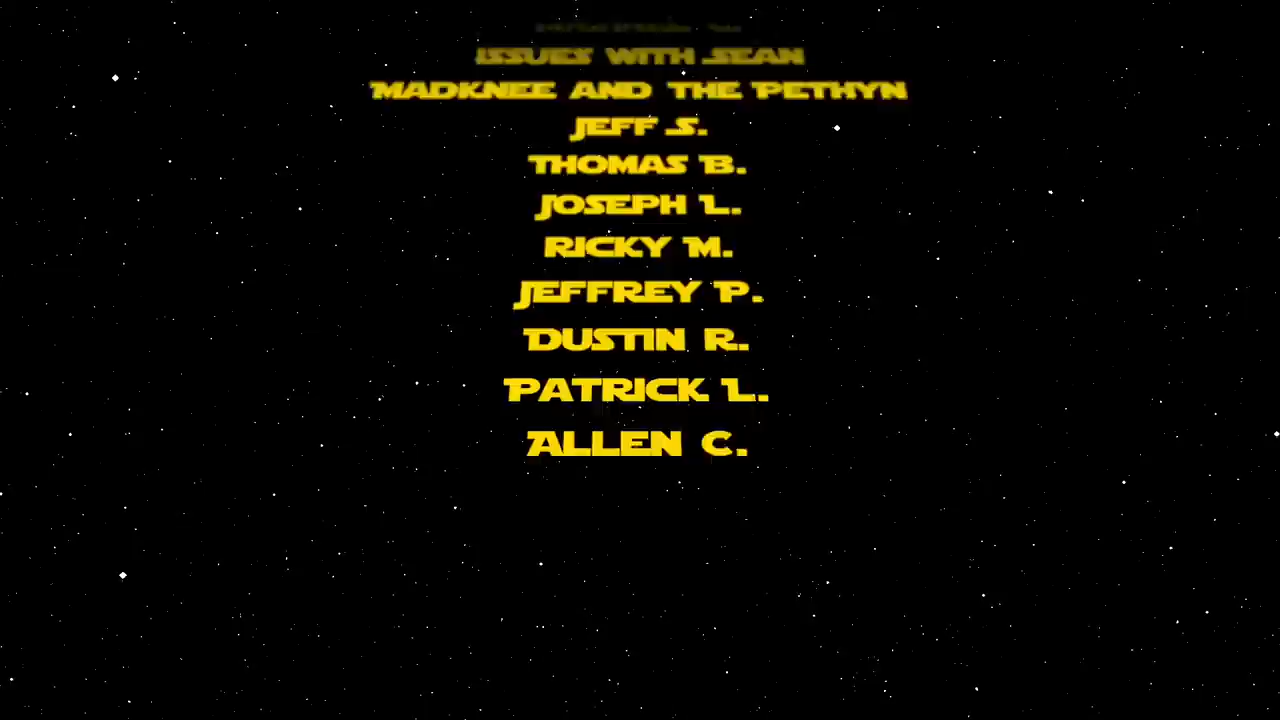 Issues with Sean
Madknee and the Pethyn
Jeff S.
Thomas B.
Joseph L.
Ricky M.
Jeffrey P.
Dustin R.
Patrick L.
Allen C.